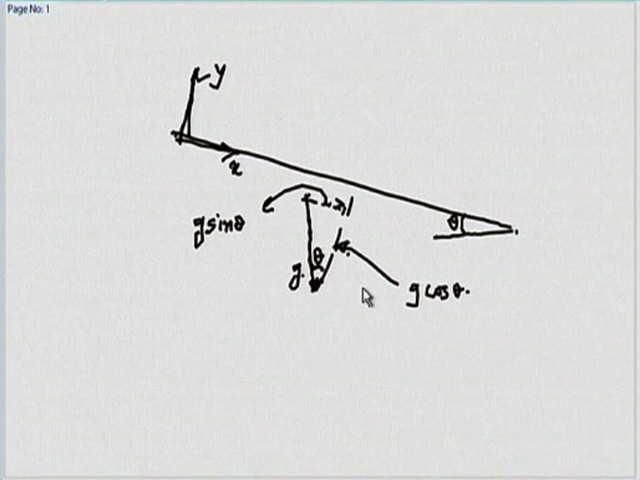 Page No: 1
y
x
θ
g sinθ
θ
g.
g cosθ.